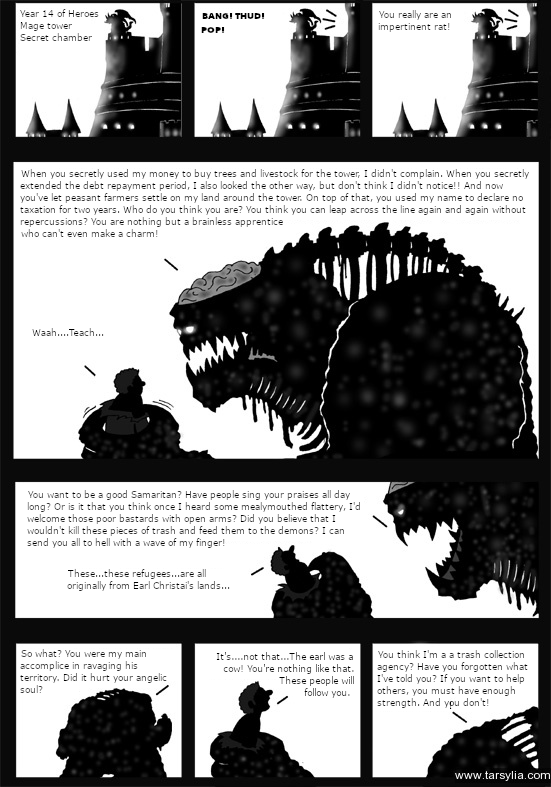 Year 14 of Heroes
Mage tower
Secret chamber
BANG! THUD!
POP!
You really are an
impertinent rat!
When you secretly used my money to buy trees and livestock for the tower, I didn't complain. When you secretly
extended the debt repayment period, I also looked the other way, but don't think I didn't notice!! And now
you've let peasant farmers settle on my land around the tower. On top of that, you used my name to declare no
taxation for two years. Who do you think you are? You think you can leap across the line again and again without
repercussions? You are nothing but a brainless apprentice
who can't even make a charm!
Waah....Teach...
You want to be a good Samaritan? Have people sing your praises all day
long? Or is it that you think once I heard some mealymouthed flattery, I'd
welcome those poor bastards with open arms? Did you believe that I
wouldn't kill these pieces of trash and feed them to the demons? I can
send you all to hell with a wave of my finger!
These...these refugees...are all
originally from Earl Christai's lands...
So what? You were my main
accomplice in ravaging his
territory. Did it hurt your angelic
soul?
It's....not that...The earl was a
cow! You're nothing like that.
These people will
follow you.
You think I'm a a trash collection
agency? Have you forgotten what
I've told you? If you want to help
others, you must have enough
strength. And you don't!
www.tarsylia.com